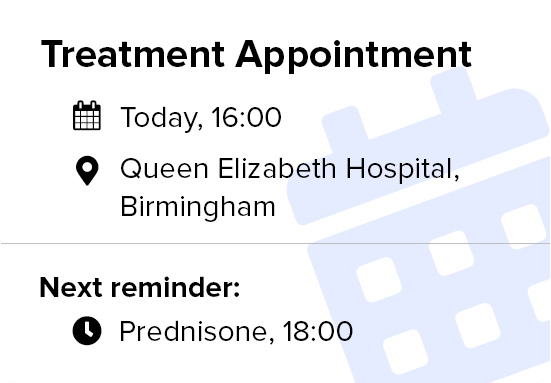 Treatment Appointment
Today, 16:00
Queen Elizabeth Hospital,
Birmingham
Next reminder:
Prednisone, 18:00